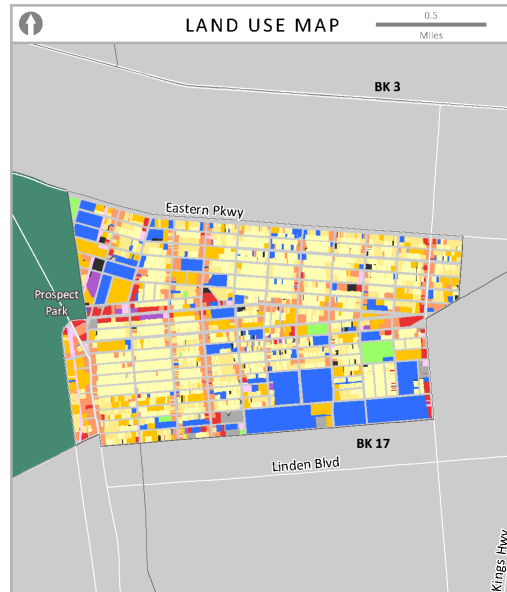 LAND USE MAP
0.5
Miles
BK 3
Eastern Pkwy
Prospect
Park
BK 17
Linden Blvd
Kings Hwy